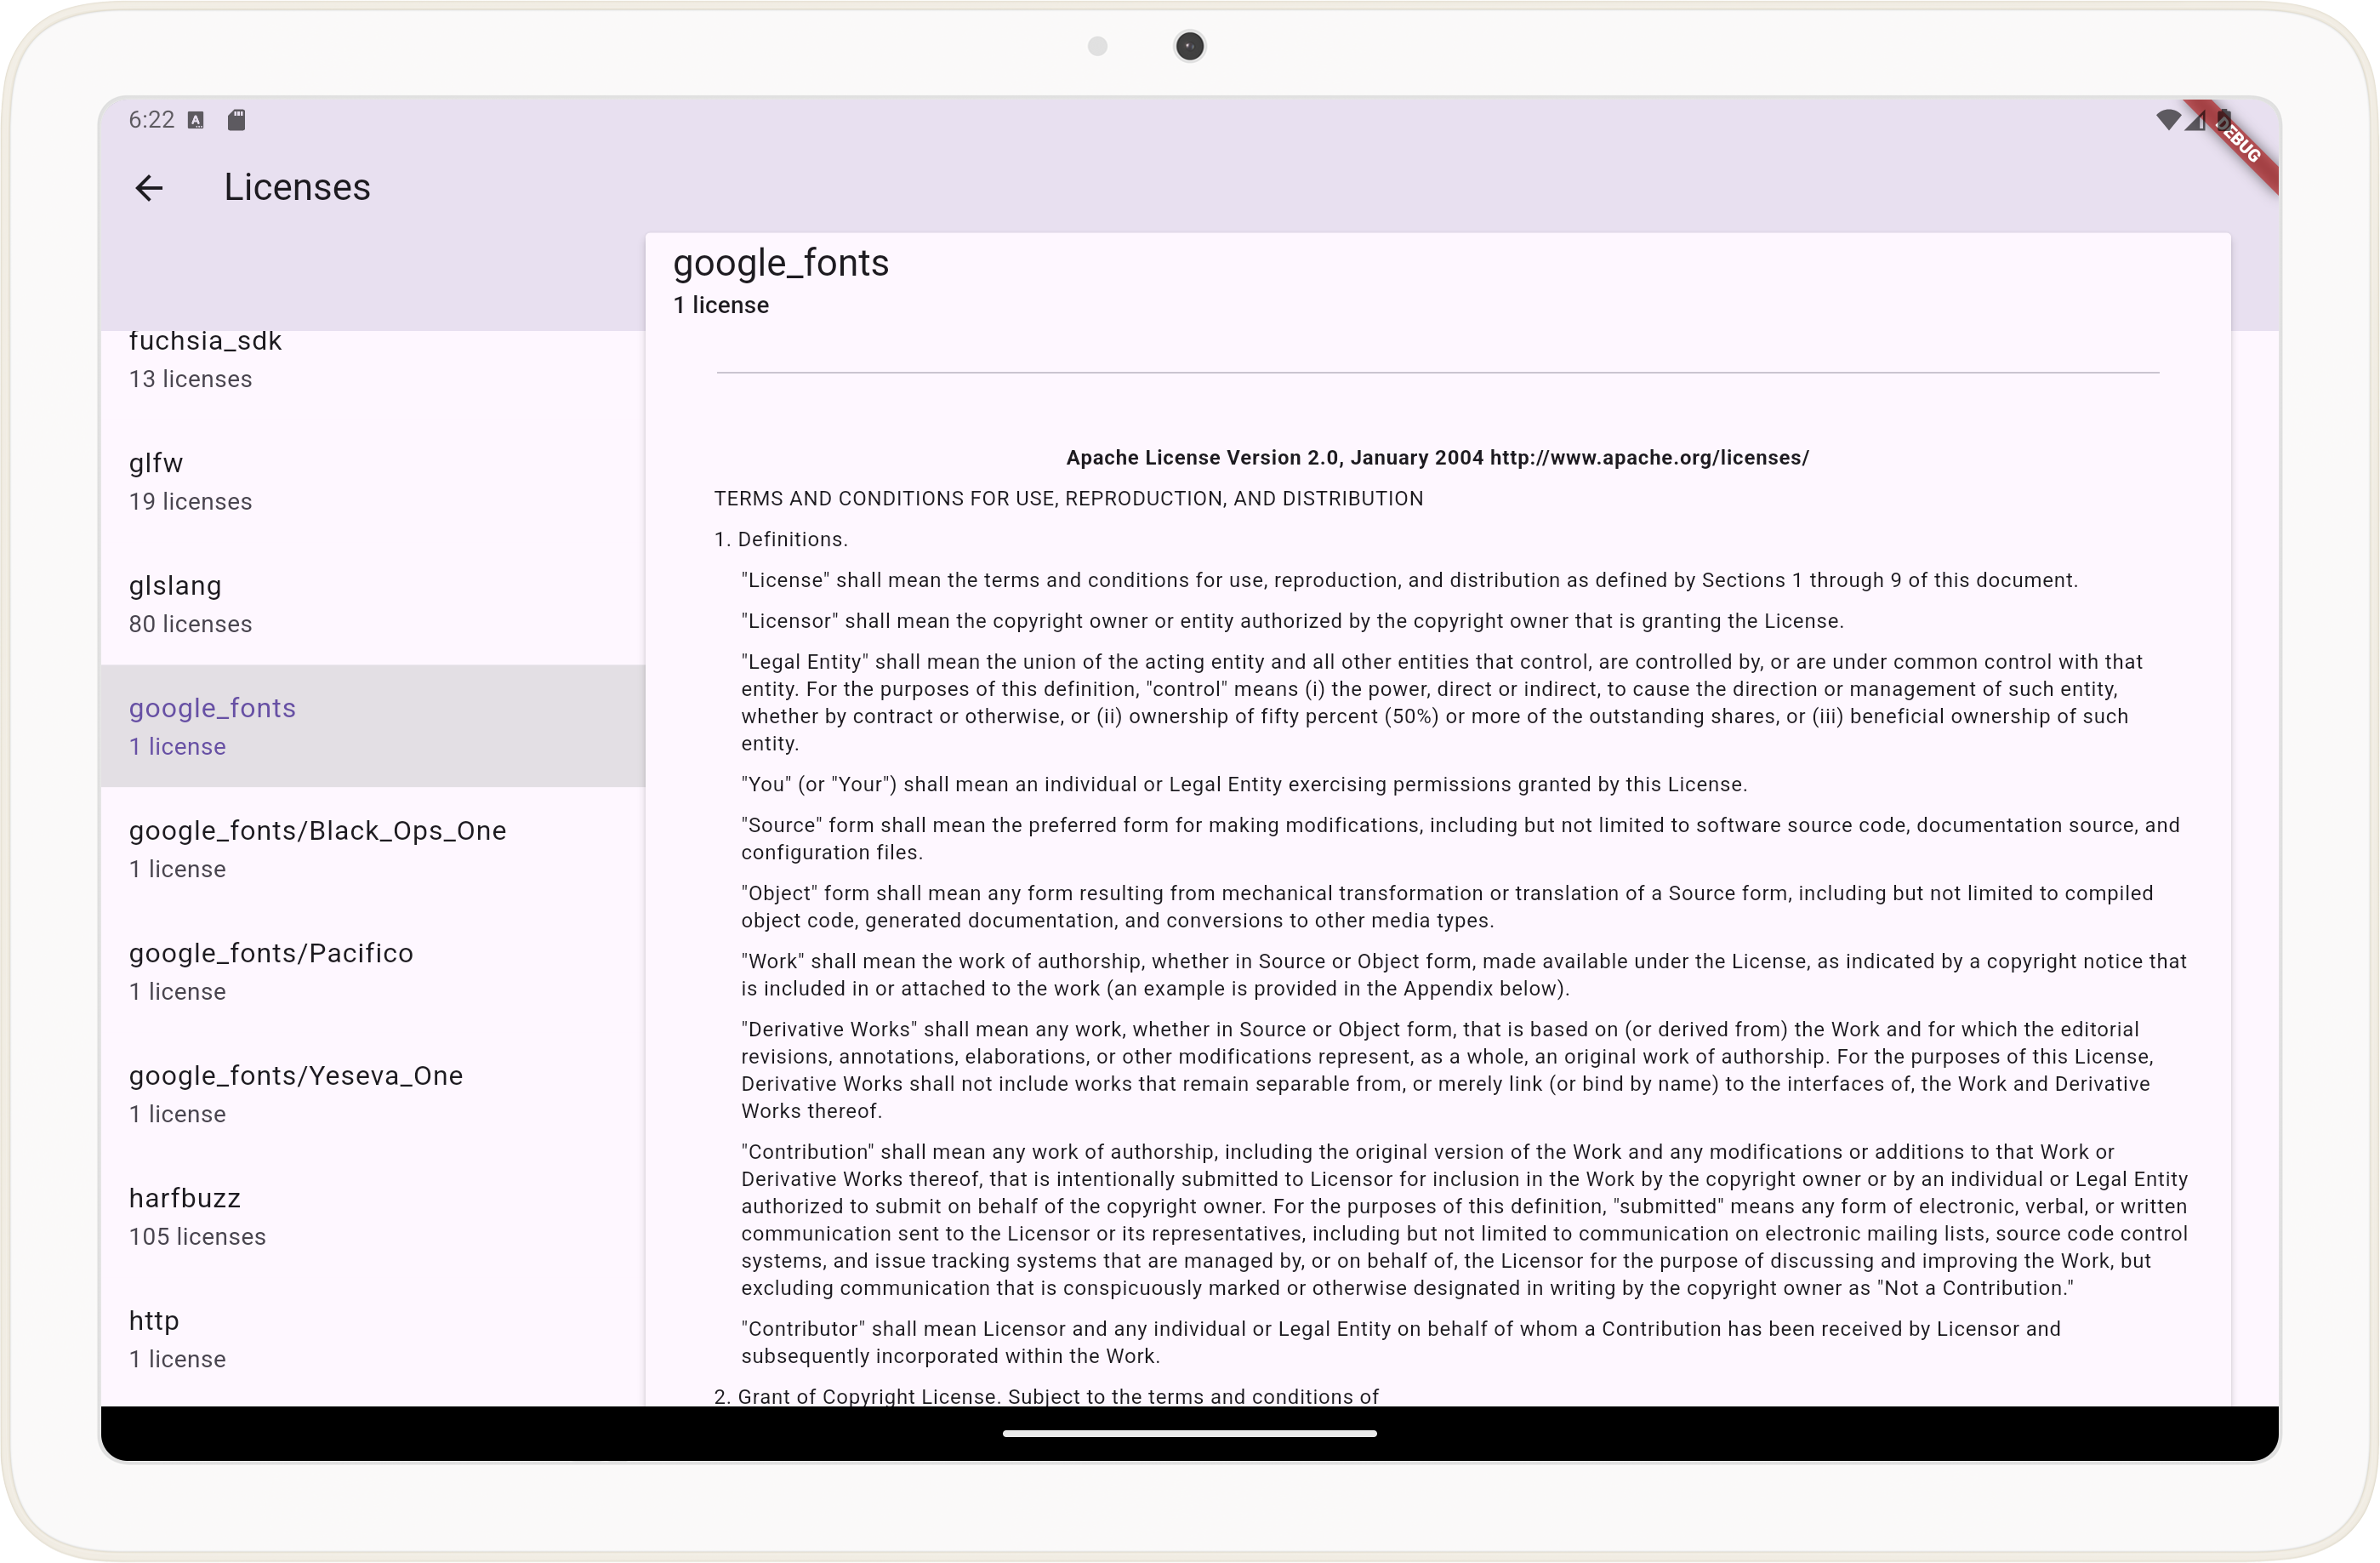 6:22
DEBUG
Licenses
fuchsia_sdk
13 licenses
glfw
19 licenses
glslang
80 licenses
google_fonts
1 license
google_fonts/Black_Ops_One
1 license
google_fonts/Pacifico
1 license
google_fonts/Yeseva_One
1 license
harfbuzz
105 licenses
http
1 license
google_fonts
1 license
Apache License Version 2.0, January 2004 http://www.apache.org/licenses/
TERMS AND CONDITIONS FOR USE, REPRODUCTION, AND DISTRIBUTION
1. Definitions.
"License" shall mean the terms and conditions for use, reproduction, and distribution as defined by Sections 1 through 9 of this document.
"Licensor" shall mean the copyright owner or entity authorized by the copyright owner that is granting the License.
"Legal Entity" shall mean the union of the acting entity and all other entities that control, are controlled by, or are under common control with that
entity. For the purposes of this definition, "control" means (i) the power, direct or indirect, to cause the direction or management of such entity,
whether by contract or otherwise, or (ii) ownership of fifty percent (50%) or more of the outstanding shares, or (iii) beneficial ownership of such
entity.
"You" (or "Your") shall mean an individual or Legal Entity exercising permissions granted by this License.
"Source" form shall mean the preferred form for making modifications, including but not limited to software source code, documentation source, and
configuration files.
"Object" form shall mean any form resulting from mechanical transformation or translation of a Source form, including but not limited to compiled
object code, generated documentation, and conversions to other media types.
"Work" shall mean the work of authorship, whether in Source or Object form, made available under the License, as indicated by a copyright notice that
is included in or attached to the work (an example is provided in the Appendix below).
"Derivative Works" shall mean any work, whether in Source or Object form, that is based on (or derived from) the Work and for which the editorial
revisions, annotations, elaborations, or other modifications represent, as a whole, an original work of authorship. For the purposes of this License,
Derivative Works shall not include works that remain separable from, or merely link (or bind by name) to the interfaces of, the Work and Derivative
Works thereof.
"Contribution" shall mean any work of authorship, including the original version of the Work and any modifications or additions to that Work or
Derivative Works thereof, that is intentionally submitted to Licensor for inclusion in the Work by the copyright owner or by an individual or Legal Entity
authorized to submit on behalf of the copyright owner. For the purposes of this definition, "submitted" means any form of electronic, verbal, or written
communication sent to the Licensor or its representatives, including but not limited to communication on electronic mailing lists, source code control
systems, and issue tracking systems that are managed by, or on behalf of, the Licensor for the purpose of discussing and improving the Work, but
excluding communication that is conspicuously marked or otherwise designated in writing by the copyright owner as "Not a Contribution."
"Contributor" shall mean Licensor and any individual or Legal Entity on behalf of whom a Contribution has been received by Licensor and
subsequently incorporated within the Work.
2. Grant of Copyright License. Subject to the terms and conditions of